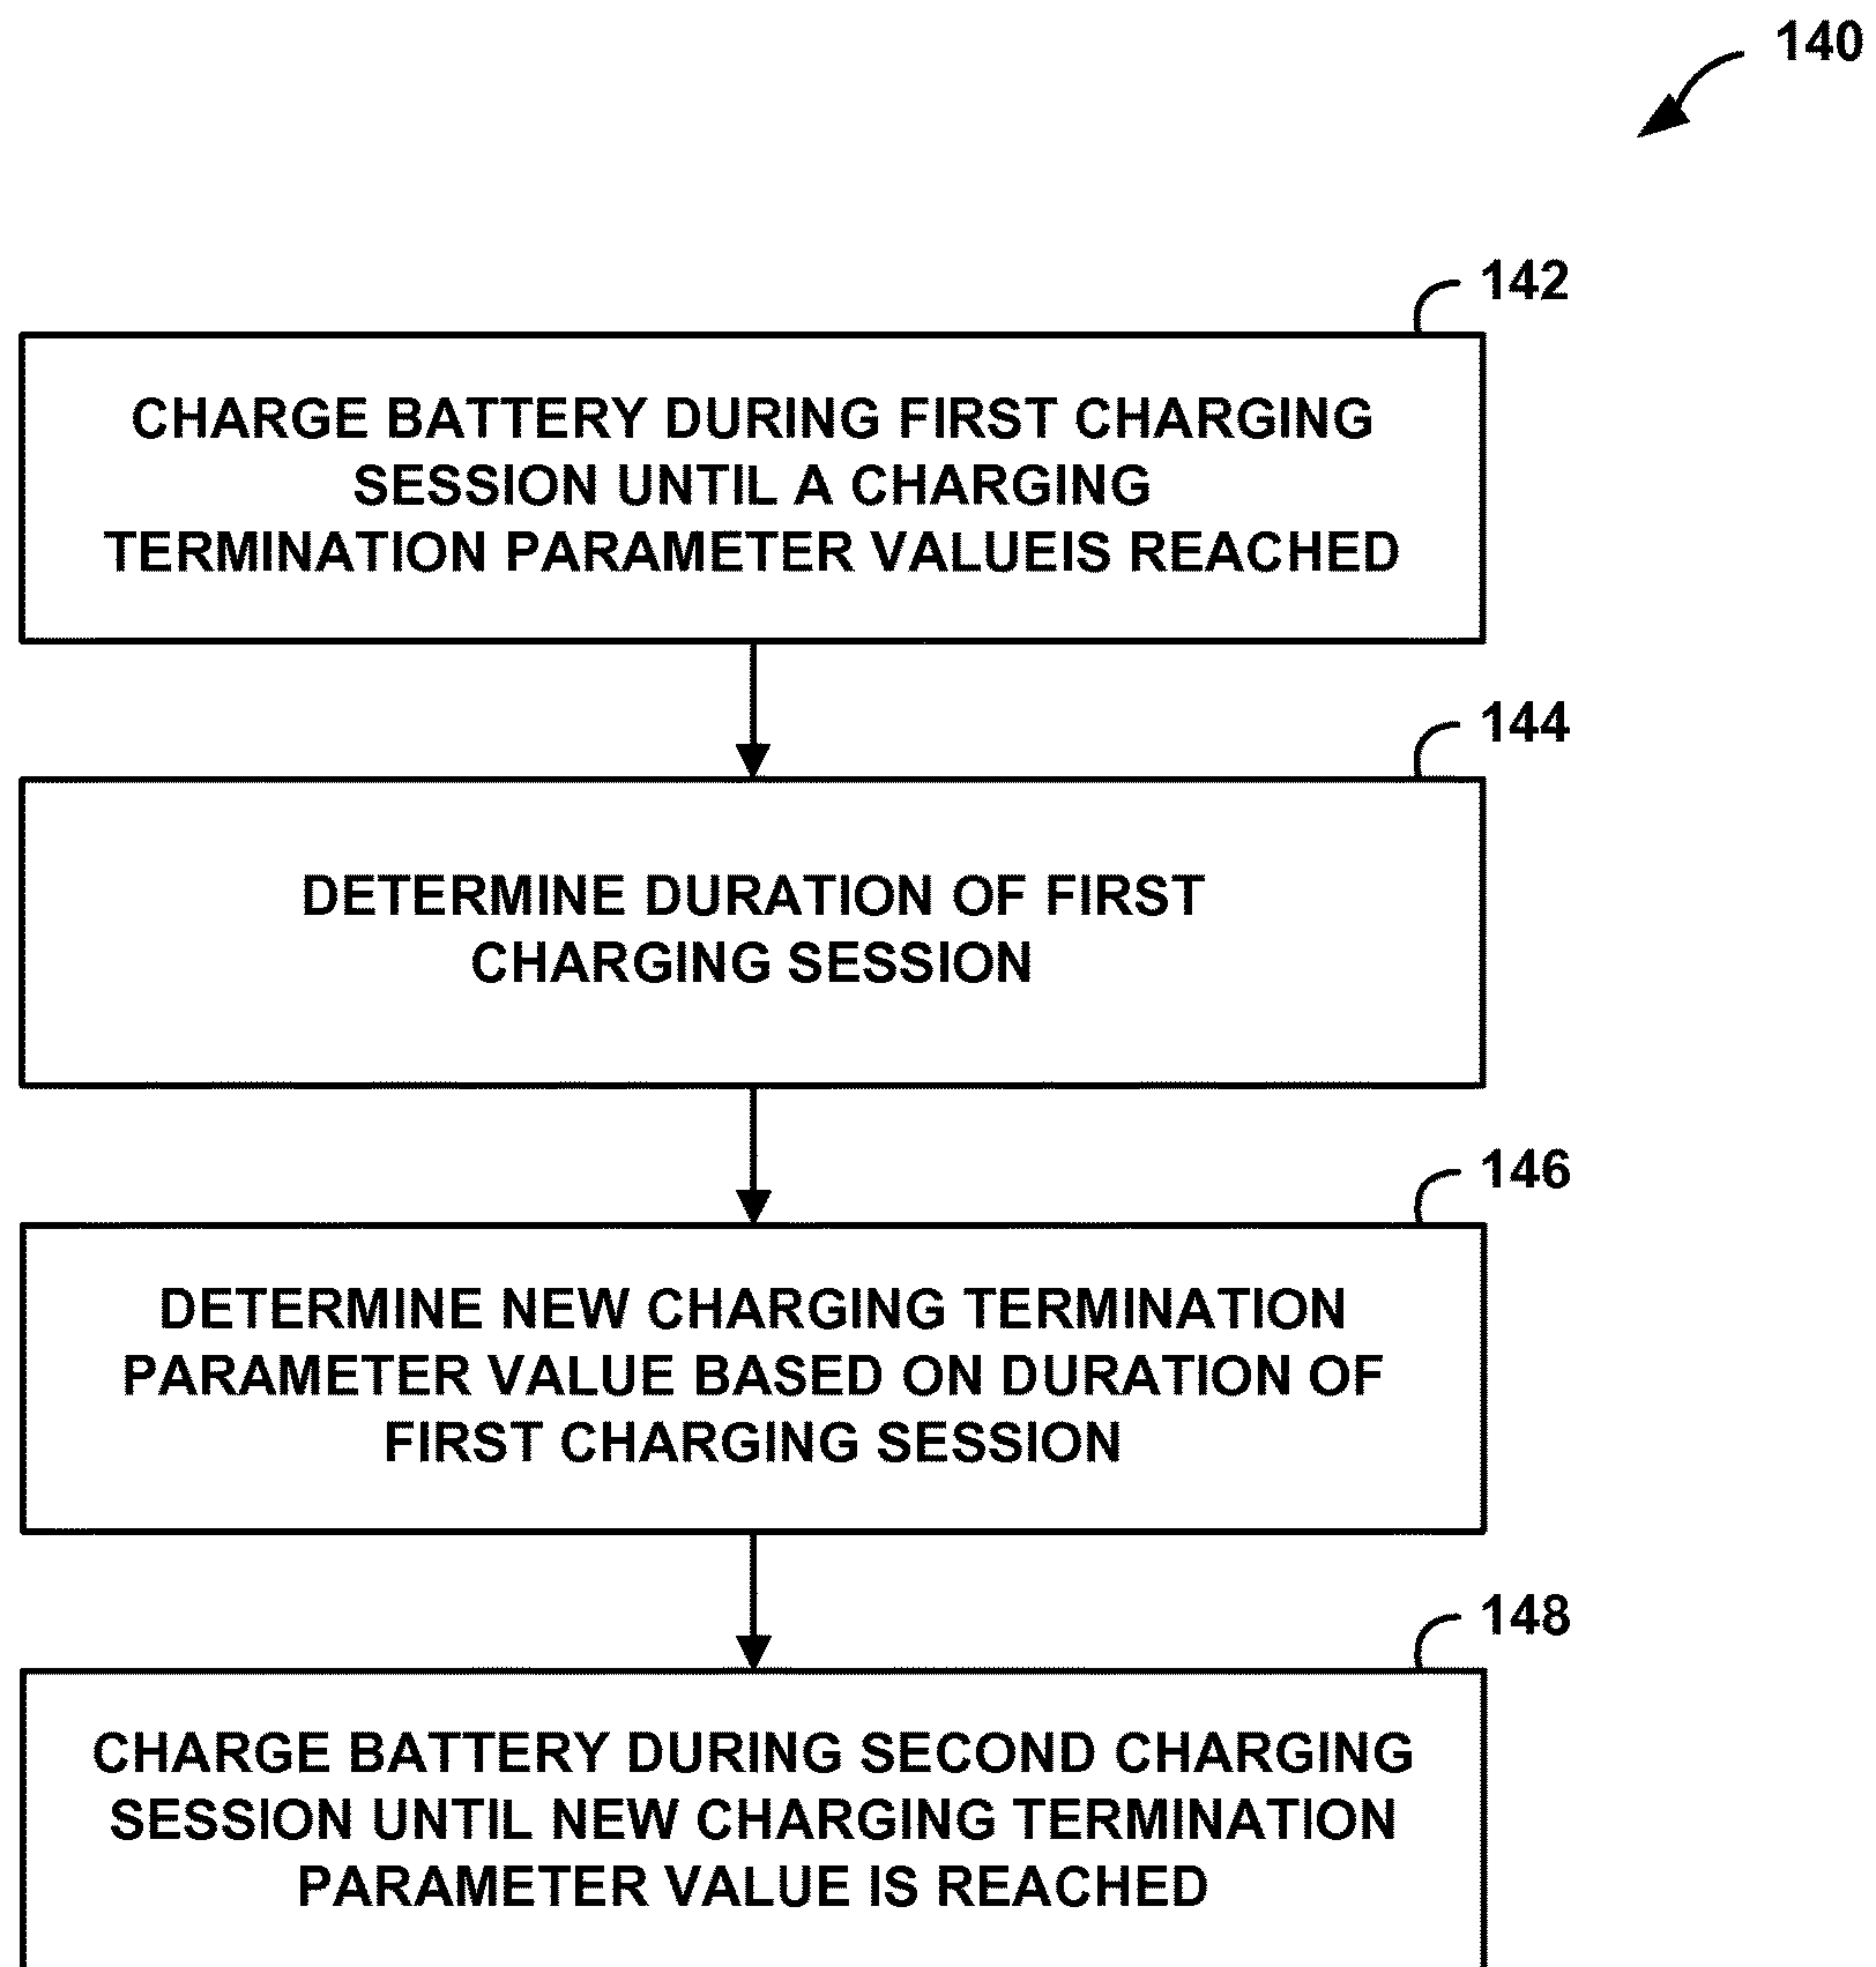 140
142
CHARGE BATTERY DURING FIRST CHARGING
SESSION UNTIL A CHARGING
TERMINATION PARAMETER VALUEIS REACHED
144
DETERMINE DURATION OF FIRST
CHARGING SESSION
146
DETERMINE NEW CHARGING TERMINATION
PARAMETER VALUE BASED ON DURATION OF
FIRST CHARGING SESSION
148
CHARGE BATTERY DURING SECOND CHARGING
SESSION UNTIL NEW CHARGING TERMINATION
PARAMETER VALUE IS REACHED